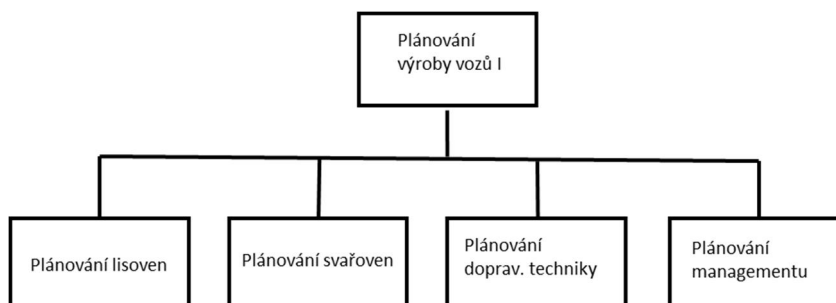 Plánování
výroby vozů I
Plánování lisoven
Plánování svařoven
Plánování
doprav. techniky
Plánování
managementu